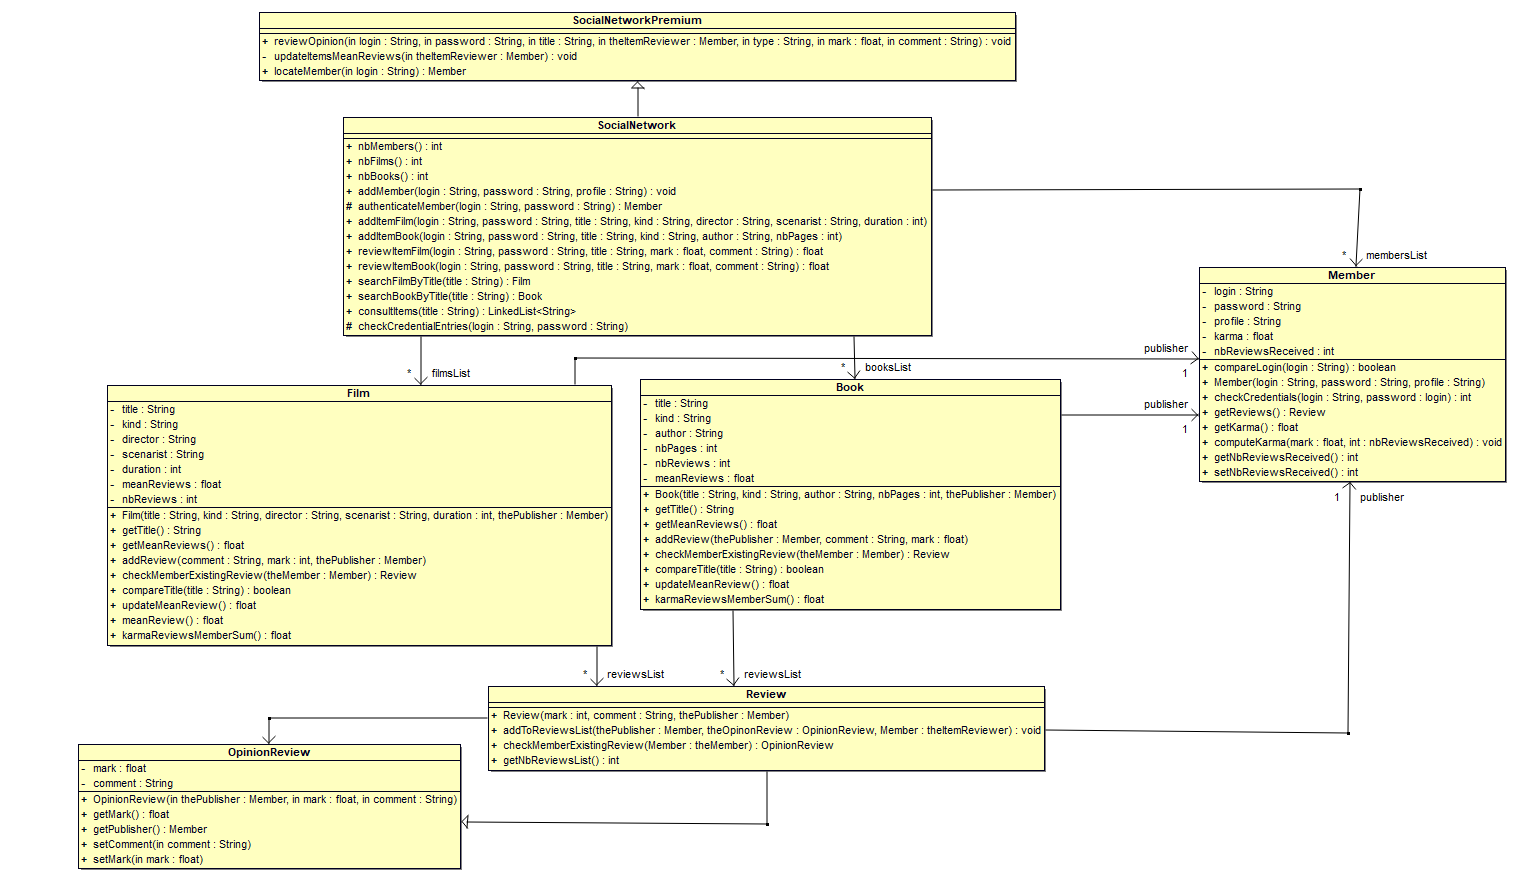 SocialNetworkPremium
+ reviewOpinion(in login : String, in password : String, in title : String, in theItemReviewer : Member, in type : String, in mark : float, in comment : String) : void
- updateItemsMeanReviews(in theItemReviewer : Member) : void
+ locateMember(in login : String) : Member
SocialNetwork
+ nbMembers() : int
+ nbFilms() : int
+ nbBooks() : int
+ addMember(login : String, password : String, profile : String) : void
# authenticateMember(login : String, password : String) : Member
+ addItemFilm(login : String, password : String, title : String, kind : String, director : String, scenarist : String, duration : int)
+ addItemBook(login : String, password : String, title : String, kind : String, author : String, nbPages : int)
+ reviewItemFilm(login : String, password : String, title : String, mark : float, comment : String) : float
+ reviewItemBook(login : String, password : String, title : String, mark : float, comment : String) : float
+ searchFilmByTitle(title : String) : Film
+ searchBookByTitle(title : String) : Book
+ consultItems(title : String) : LinkedList<String>
# checkCredentialEntries(login : String, password : String)
* membersList
Member
- login : String
- password : String
- profile : String
- karma : float
- nbReviewsReceived : int
+ compareLogin(login : String) : boolean
+ Member(login : String, password : String, profile : String)
+ checkCredentials(login : String, password : login) : int
+ getReviews() : Review
+ getKarma() : float
+ computeKarma(mark : float, int : nbReviewsReceived) : void
+ getNbReviewsReceived() : int
+ setNbReviewsReceived() : int
publisher
1
publisher
1
1 publisher
* filmsList
* booksList
Film
- title : String
- kind : String
- director : String
- scenarist : String
- duration : int
- meanReviews : float
- nbReviews : int
+ Film(title : String, kind : String, director : String, scenarist : String, duration : int, thePublisher : Member)
+ getTitle() : String
+ getMeanReviews() : float
+ addReview(comment : String, mark : int, thePublisher : Member)
+ checkMemberExistingReview(theMember : Member) : Review
+ compareTitle(title : String) : boolean
+ updateMeanReview() : float
+ meanReview() : float
+ karmaReviewsMemberSum() : float
Book
- title : String
- kind : String
- author : String
- nbPages : int
- nbReviews : int
- meanReviews : float
+ Book(title : String, kind : String, author : String, nbPages : int, thePublisher : Member)
+ getTitle() : String
+ getMeanReviews() : float
+ addReview(thePublisher : Member, comment : String, mark : float)
+ checkMemberExistingReview(theMember : Member) : Review
+ compareTitle(title : String) : boolean
+ updateMeanReview() : float
+ karmaReviewsMemberSum() : float
* reviewsList
* reviewsList
Review
+ Review(mark : int, comment : String, thePublisher : Member)
+ addToReviewsList(thePublisher : Member, theOpinonReview : OpinionReview, Member : theItemReviewer) : void
+ checkMemberExistingReview(Member : theMember) : OpinionReview
+ getNbReviewsList() : int
OpinionReview
- mark : float
- comment : String
+ OpinionReview(in thePublisher : Member, in mark : float, in comment : String)
+ getMark() : float
+ getPublisher() : Member
+ setComment(in comment : String)
+ setMark(in mark : float)